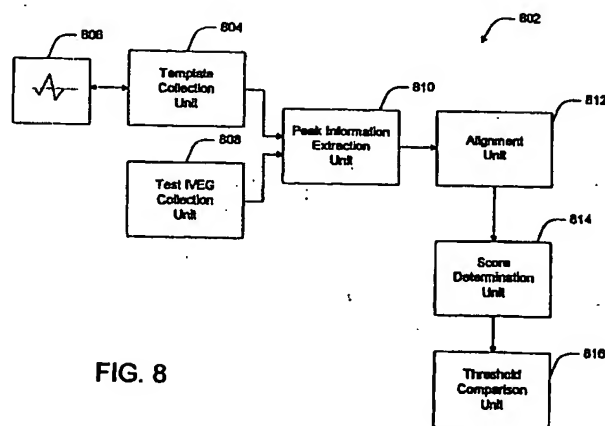 806
804
802
Template
Collection
Unit
810
812
808
Peak Information
Extraction
Unit
Alignment
Unit
Test IVEG
Collection
Unit
814
Score
Determination
Unit
816
Threshold
Comparison
Unit
FIG. 8